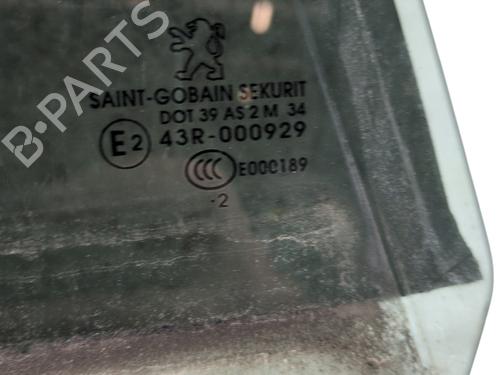 SAINT-GOBAIN SEKURIT
DOT 39 AS 2 M 34
E2 43R-000929
CCC E000189
·2
B-PARTS